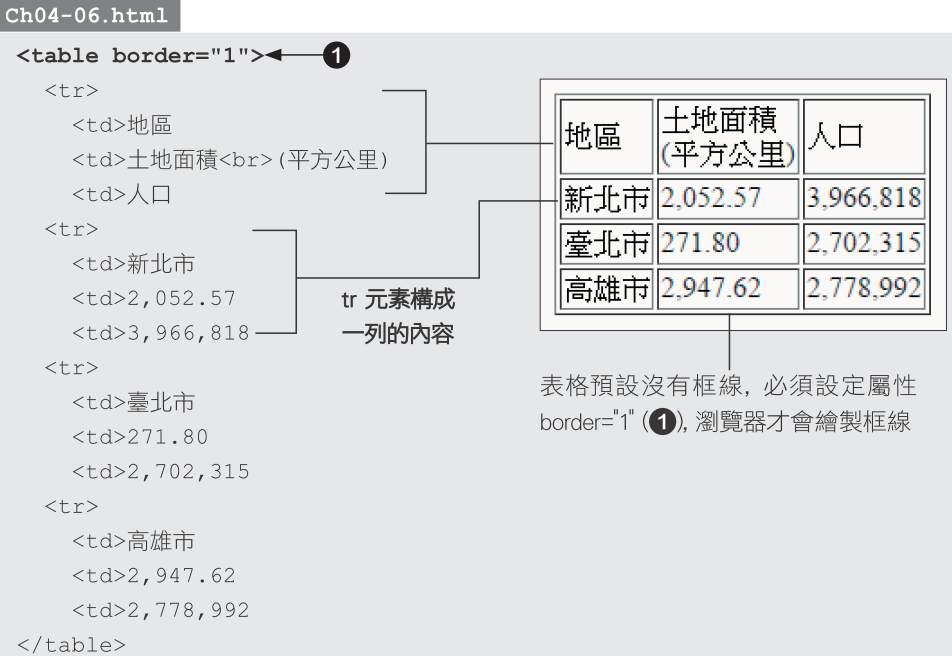 Ch04-06.html
<table border="1"> ❶
<tr>
<td>地區
<td>土地面積<br>(平方公里)
<td>人口
<tr>
<td>新北市
<td>2,052.57
<td>3,966,818
<tr>
<td>臺北市
<td>271.80
<td>2,702,315
<tr>
<td>高雄市
<td>2,947.62
<td>2,778,992
</table>
tr 元素構成
一列的內容
地區 土地面積 人口
(平方公里)
新北市 2,052.57 3,966,818
臺北市 271.80 2,702,315
高雄市 2,947.62 2,778,992
表格預設沒有框線, 必須設定屬性
border="1" (❶), 瀏覽器才會繪製框線